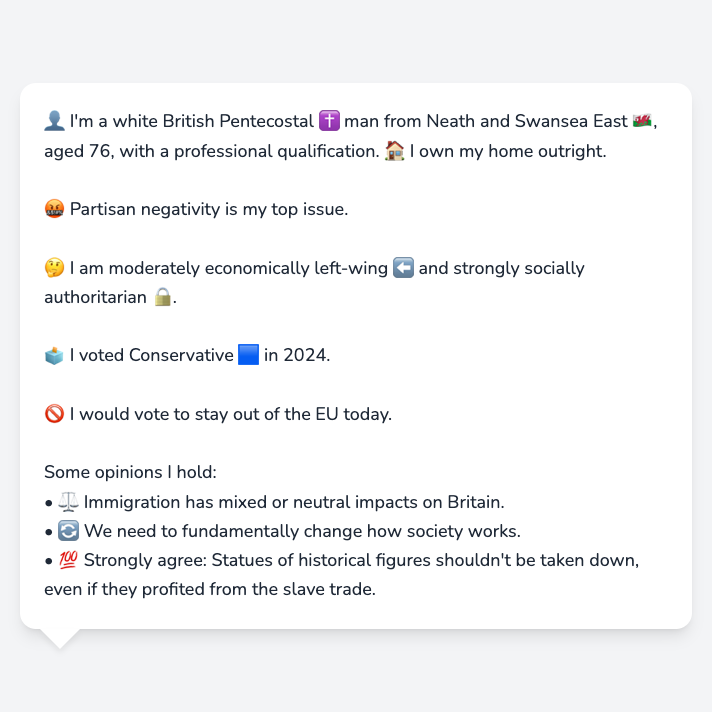 👤 I'm a white British Pentecostal ✝️ man from Neath and Swansea East 🏴󠁧󠁢󠁷󠁬󠁳󠁿,
aged 76, with a professional qualification. 🏠 I own my home outright.
🤬 Partisan negativity is my top issue.
🤔 I am moderately economically left-wing ⬅️ and strongly socially
authoritarian 🔒.
🗳️ I voted Conservative 🟦 in 2024.
🚫 I would vote to stay out of the EU today.
Some opinions I hold:
• ⚖️ Immigration has mixed or neutral impacts on Britain.
• 🔄 We need to fundamentally change how society works.
• 💯 Strongly agree: Statues of historical figures shouldn't be taken down,
even if they profited from the slave trade.